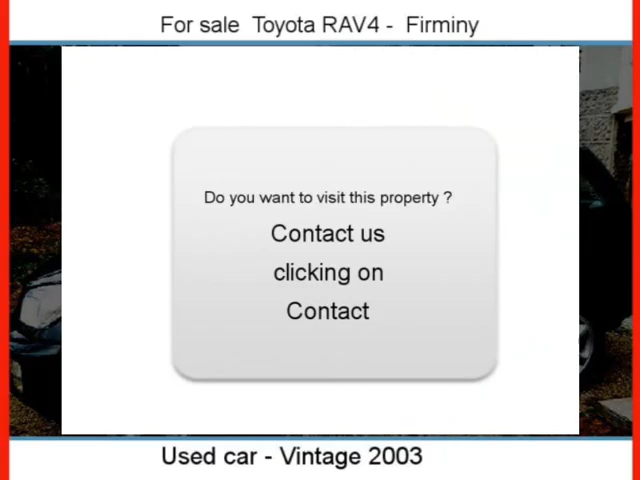 For sale  Toyota RAV4 -  Firminy
Do you want to visit this property ?
Contact us
clicking on
Contact
Used car - Vintage 2003